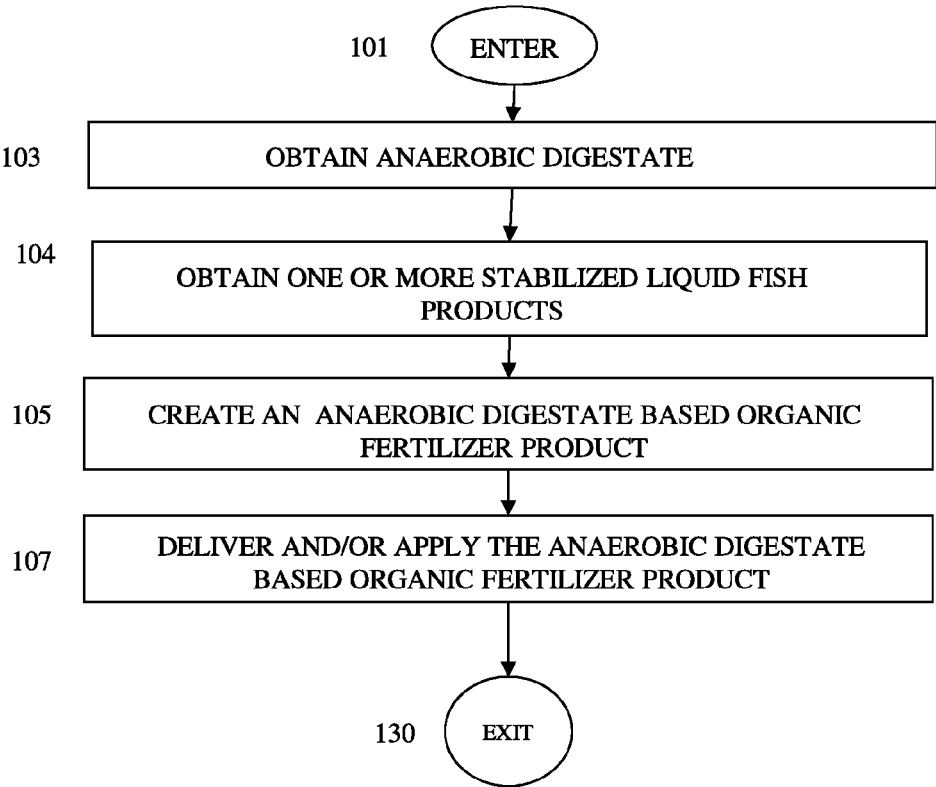 101
ENTER
103
OBTAIN ANAEROBIC DIGESTATE
104
OBTAIN ONE OR MORE STABILIZED LIQUID FISH
PRODUCTS
105
CREATE AN ANAEROBIC DIGESTATE BASED ORGANIC
FERTILIZER PRODUCT
107
DELIVER AND/OR APPLY THE ANAEROBIC DIGESTATE
BASED ORGANIC FERTILIZER PRODUCT
130
EXIT